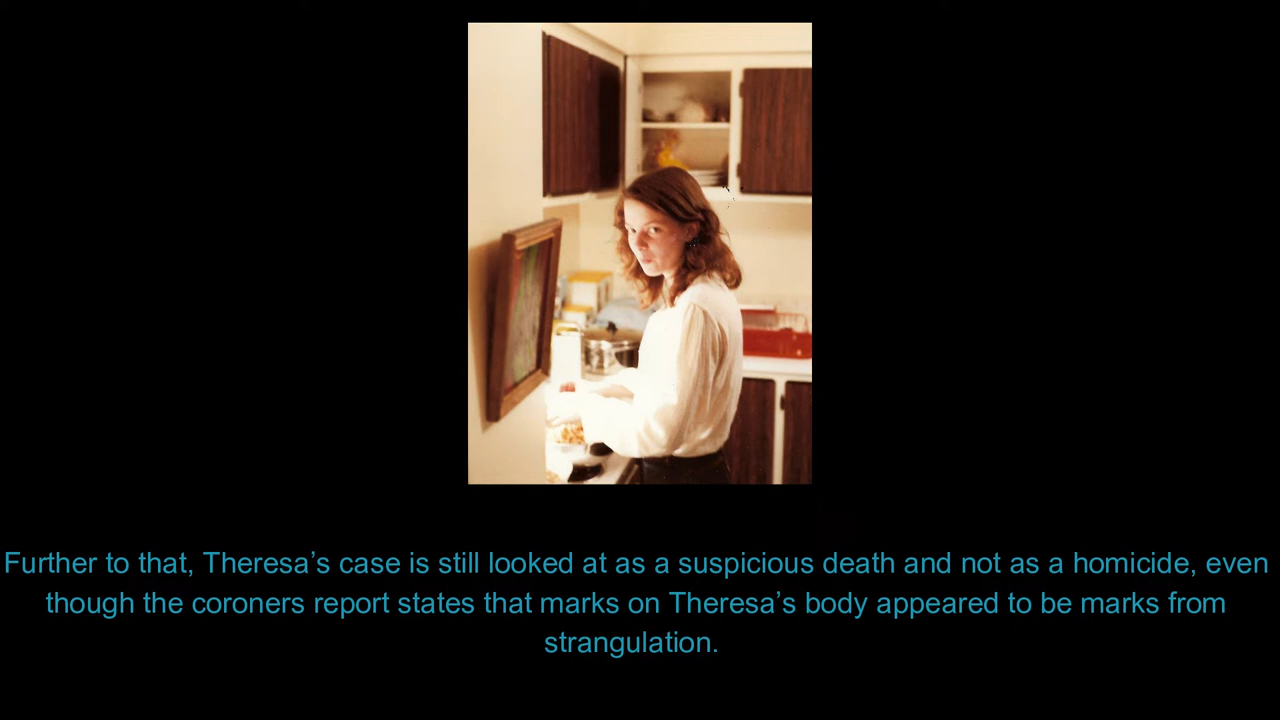 Further to that, Theresa’s case is still looked at as a suspicious death and not as a homicide, even
though the coroners report states that marks on Theresa’s body appeared to be marks from
strangulation.